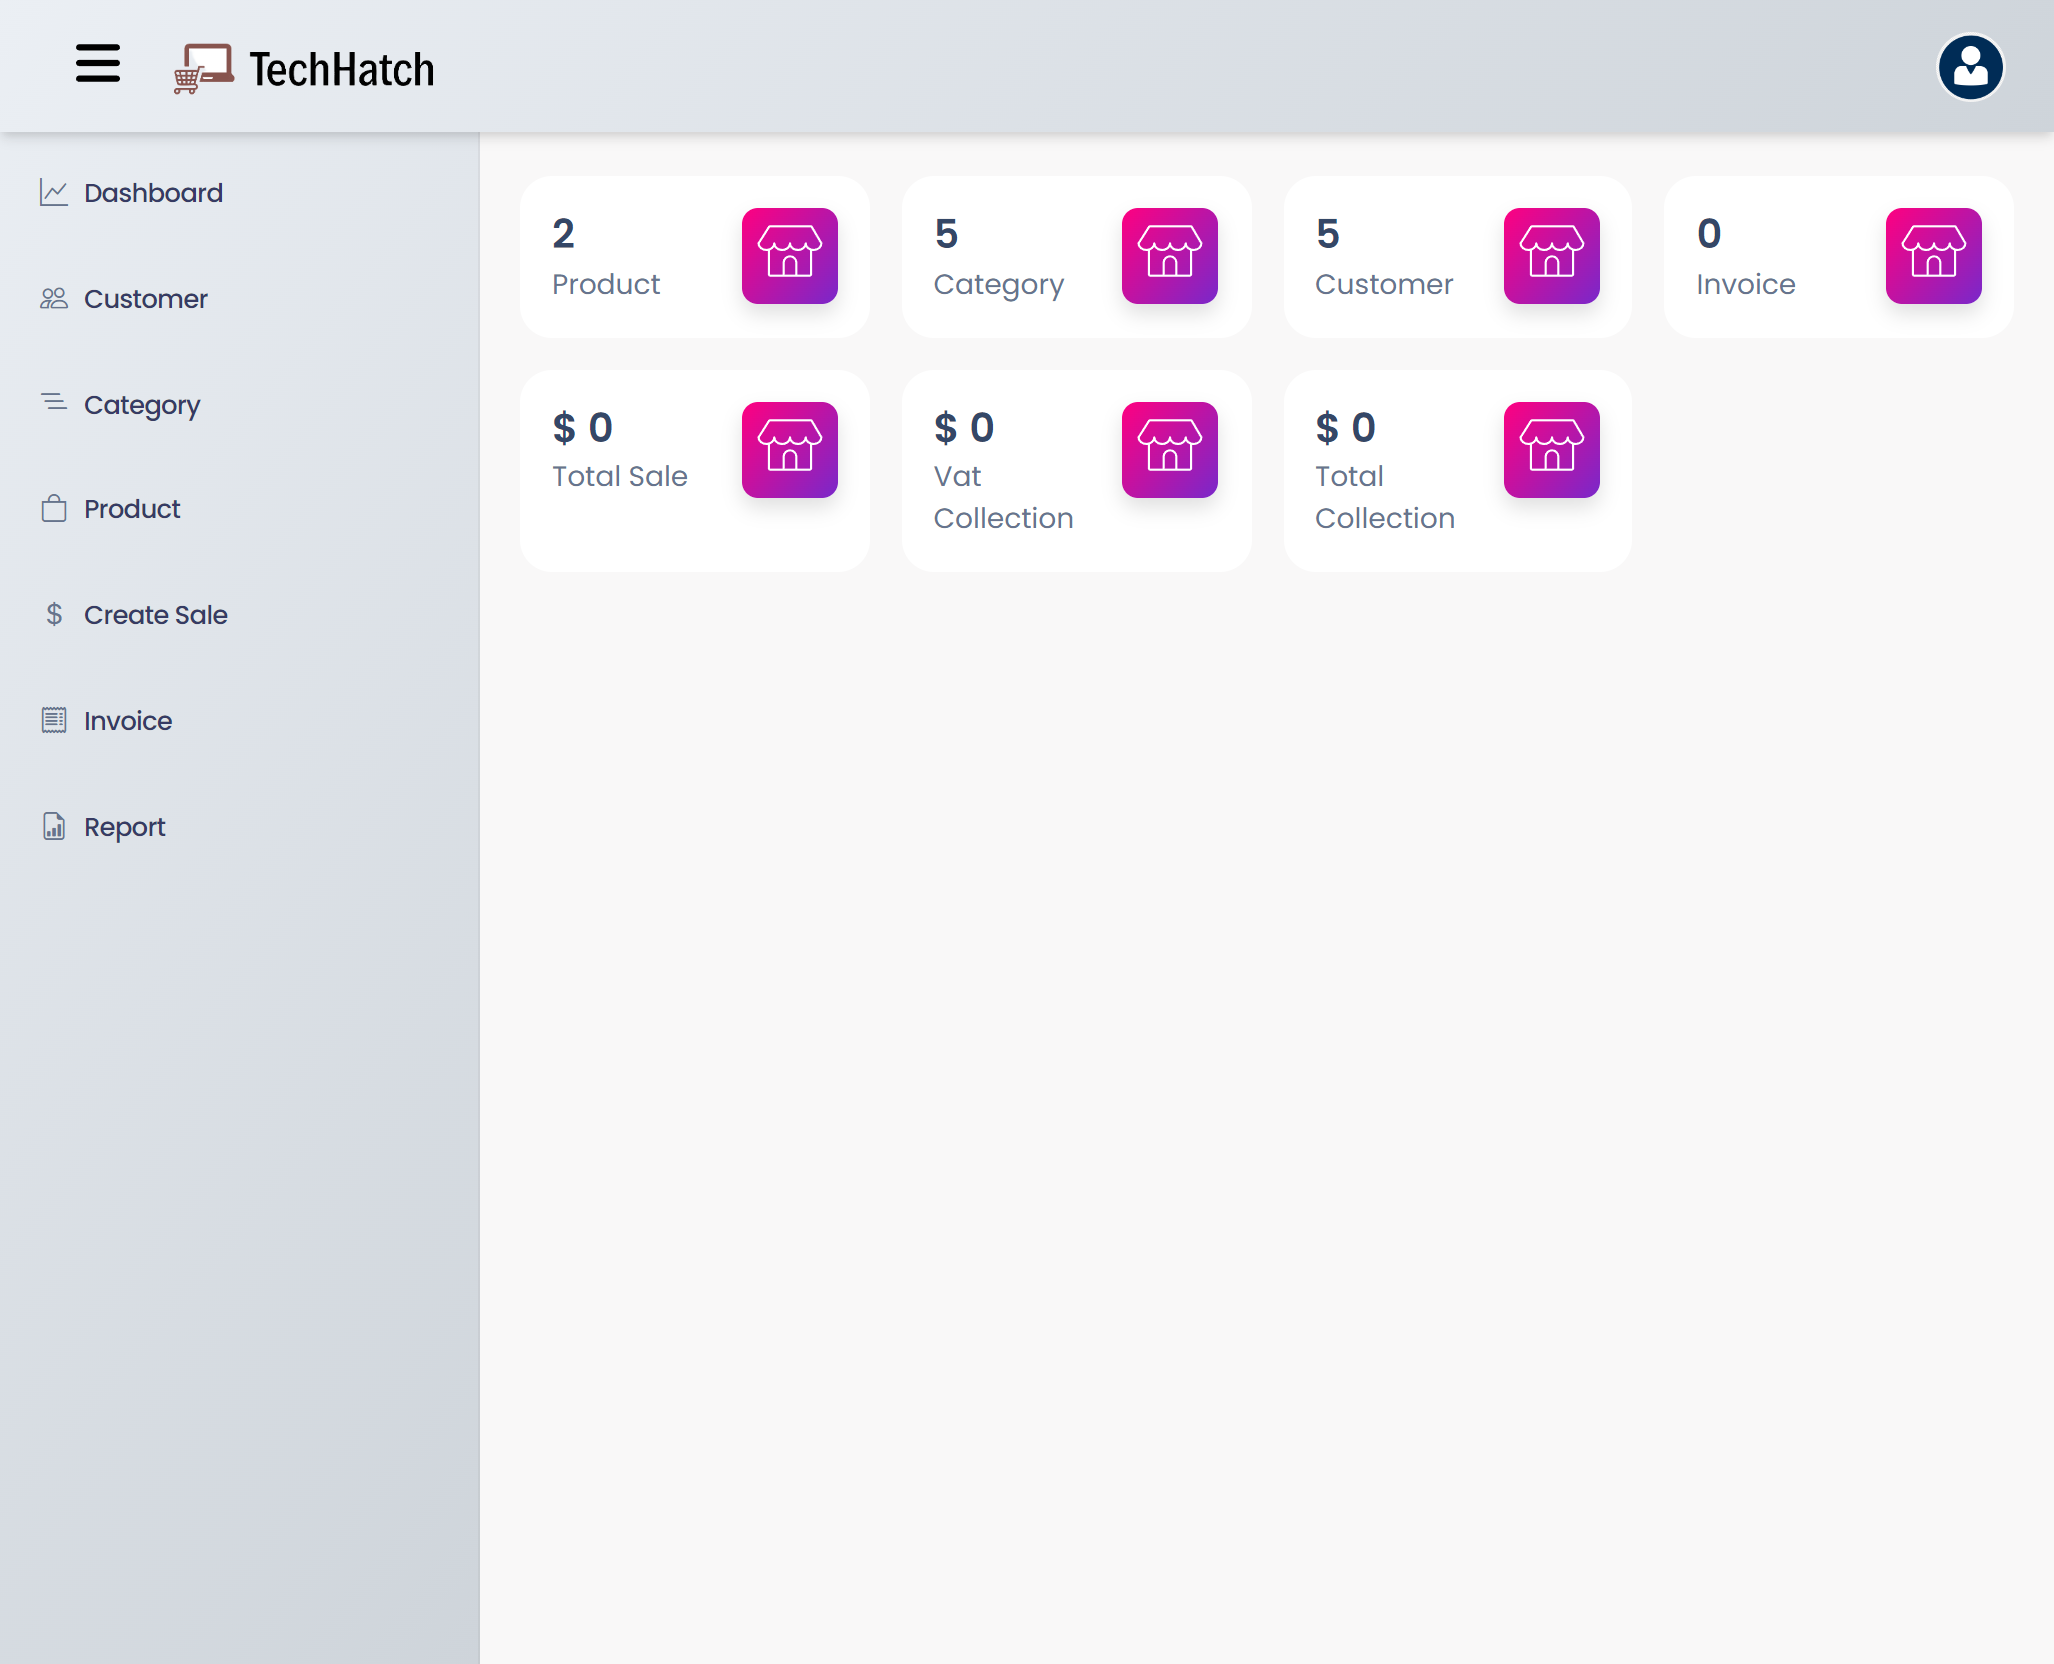 TechHatch
Dashboard
Customer
Category
Product
Create Sale
Invoice
Report
2
Product
5
Category
5
Customer
0
Invoice
$ 0
Total Sale
$ 0
Vat
Collection
$ 0
Total
Collection